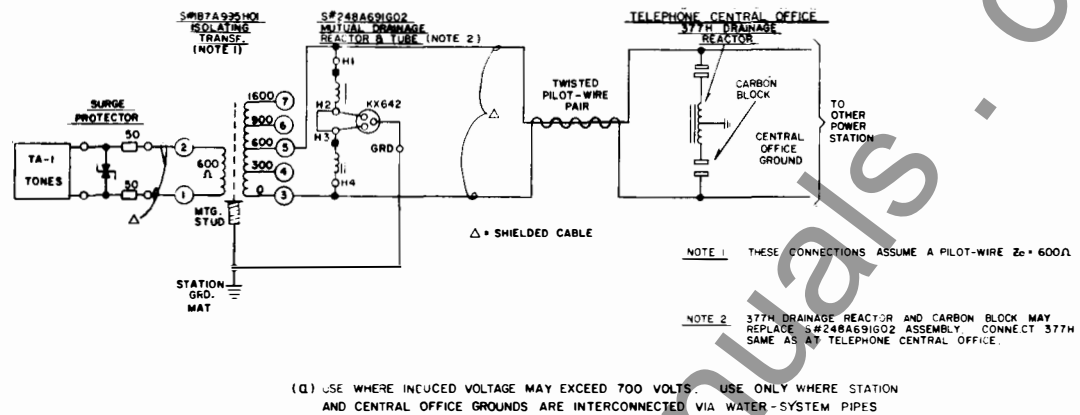 S#187A935H01
ISOLATING
TRANSF.
(NOTE 1)
S#248A691G02
MUTUAL DRAINAGE
REACTOR & TUBE (NOTE 2)
TELEPHONE CENTRAL OFFICE
377H DRAINAGE
REACTOR
SURGE
PROTECTOR
TA-1
TONES
50
50
2
1
600
Ω
MTG.
STUD
STATION
GRD.
MAT
1600 7
900 6
600 5
300 4
0 3
H1
H2
H3
H4
KX642
GRD
△
△
TWISTED
PILOT-WIRE
PAIR
CARBON
BLOCK
CENTRAL
OFFICE
GROUND
TO
OTHER
POWER
STATION
△ = SHIELDED CABLE
NOTE 1 THESE CONNECTIONS ASSUME A PILOT-WIRE Zo = 600Ω
NOTE 2 377H DRAINAGE REACTOR AND CARBON BLOCK MAY
REPLACE S#248A691G02 ASSEMBLY. CONNECT 377H
SAME AS AT TELEPHONE CENTRAL OFFICE.
(a) USE WHERE INDUCED VOLTAGE MAY EXCEED 700 VOLTS. USE ONLY WHERE STATION
AND CENTRAL OFFICE GROUNDS ARE INTERCONNECTED VIA WATER-SYSTEM PIPES